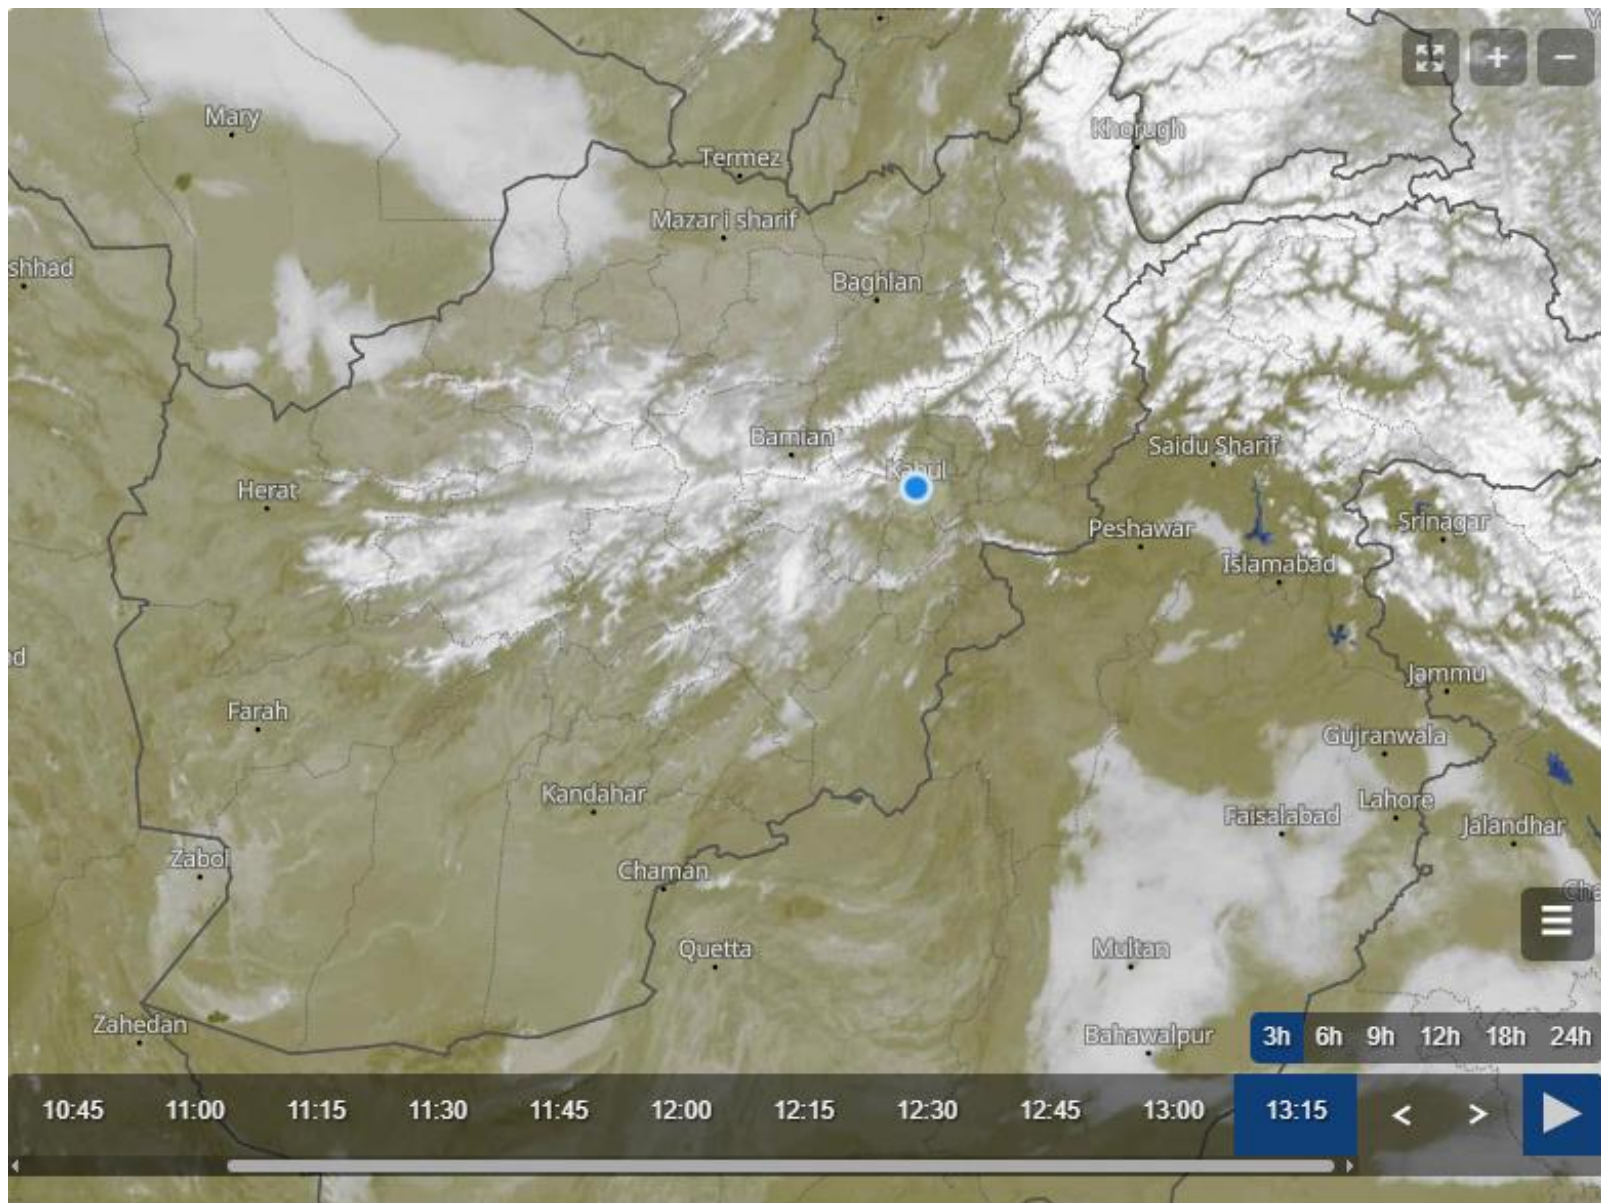 Mary
Khorugh
Termez
Mazar i sharif
shhad
Baghlan
Bamian
Saidu Sharif
Kabul
Herat
Srinagar
Peshawar
Islamabad
d
Jammu
Farah
Gujranwala
Kandahar
Lahore
Faisalabad
Jalandhar
Zabol
Chaman
Cha
Multan
Quetta
Zahedan
Bahawalpur
3h 6h 9h 12h 18h 24h
10:45 11:00 11:15 11:30 11:45 12:00 12:15 12:30 12:45 13:00 13:15 < >